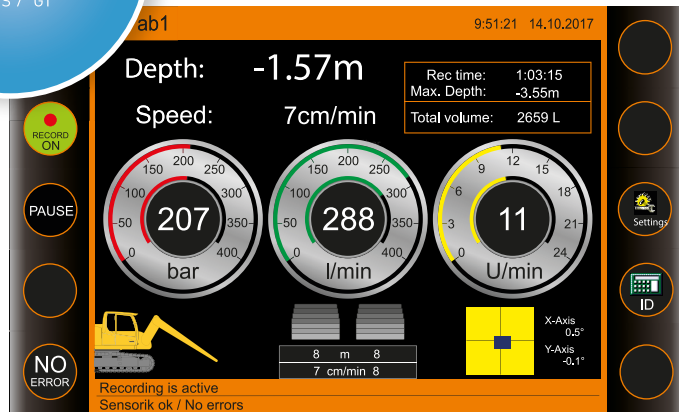 ab1
9:51:21 14.10.2017
Depth: -1.57m
Speed: 7cm/min
Rec time: 1:03:15
Max. Depth: -3.55m
Total volume: 2659 L
RECORD
ON
PAUSE
NO
ERROR
0 50 100 150 200 250 300 350 400
207
bar
0 50 100 150 200 250 300 350 400
288
l/min
0 3 6 9 12 15 18 21 24
11
U/min
Settings
ID
8 m 8
7 cm/min 8
X-Axis
0.5°
Y-Axis
-0.1°
Recording is active
Sensorik ok / No errors